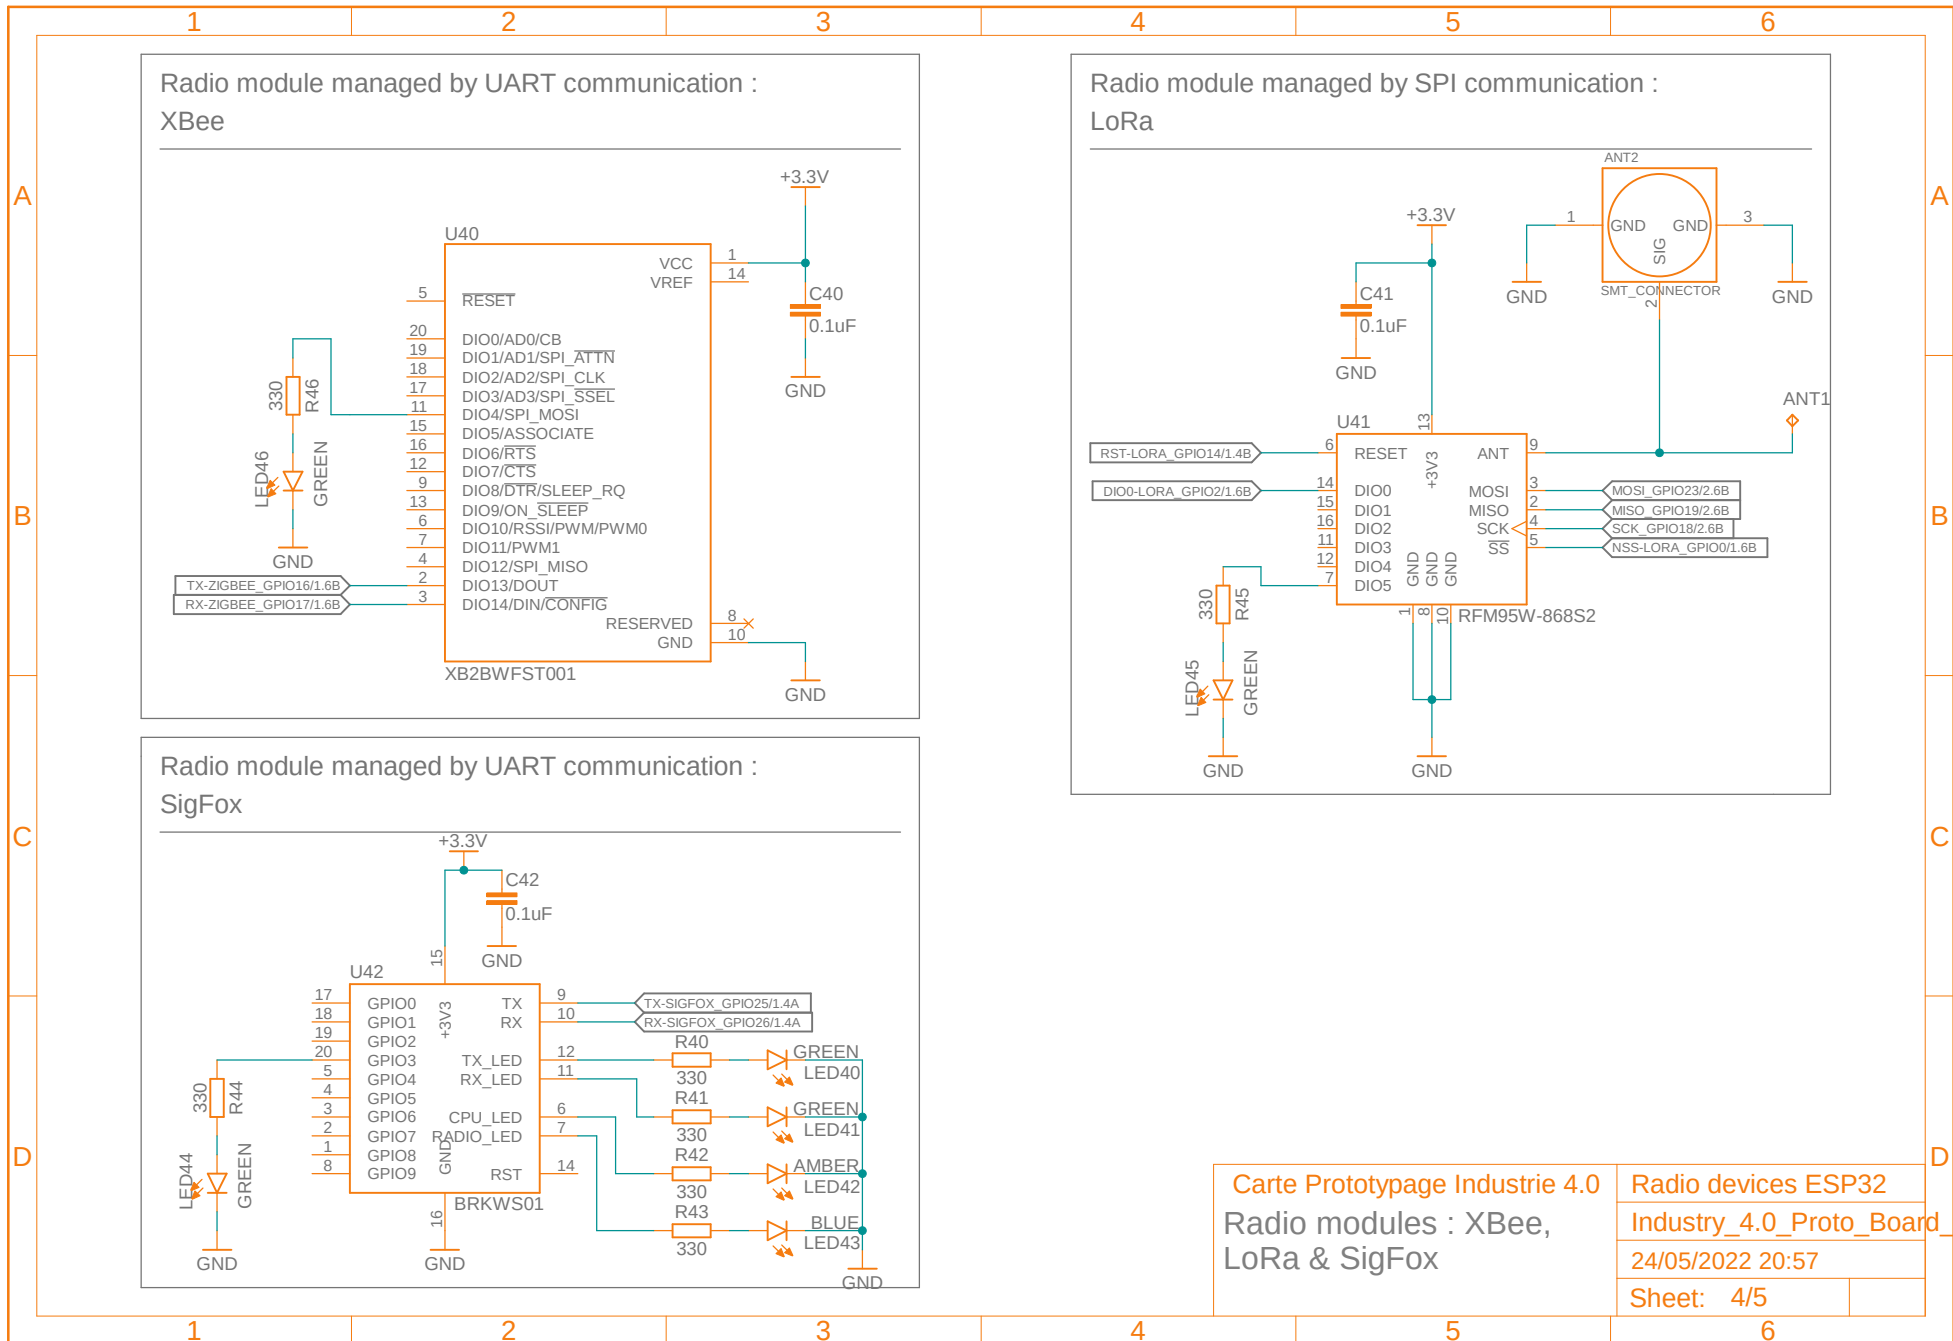 1 2 3 4 5 6
Radio module managed by UART communication :
XBee
+3.3V
U40
VCC 1
VREF 14
5 RESET
C40
0.1uF
GND
20 DIO0/AD0/CB
19 DIO1/AD1/SPI_ATTN
18 DIO2/AD2/SPI_CLK
17 DIO3/AD3/SPI_SSEL
11 DIO4/SPI_MOSI
15 DIO5/ASSOCIATE
16 DIO6/RTS
12 DIO7/CTS
9 DIO8/DTR/SLEEP_RQ
13 DIO9/ON_SLEEP
6 DIO10/RSSI/PWM/PWM0
7 DIO11/PWM1
4 DIO12/SPI_MISO
TX-ZIGBEE_GPIO16/1.6B 2 DIO13/DOUT
RX-ZIGBEE_GPIO17/1.6B 3 DIO14/DIN/CONFIG
RESERVED 8
GND 10
XB2BWFST001
GND
330 R46
LED46 GREEN
GND
Radio module managed by SPI communication :
LoRa
ANT2
1 GND SIG GND 3
SMT_CONNECTOR
2
GND GND
+3.3V
C41
0.1uF
GND
ANT1
U41
13
RST-LORA_GPIO14/1.4B 6 RESET +3V3 ANT 9
DIO0-LORA_GPIO2/1.6B 14 DIO0 MOSI 3 MOSI_GPIO23/2.6B
15 DIO1 MISO 2 MISO_GPIO19/2.6B
16 DIO2 SCK 4 SCK_GPIO18/2.6B
11 DIO3 SS 5 NSS-LORA_GPIO0/1.6B
12 DIO4
7 DIO5
GND GND GND
1 8 10
RFM95W-868S2
330 R45
LED45 GREEN
GND
GND
Radio module managed by UART communication :
SigFox
+3.3V
C42
0.1uF
GND
15
U42
17 GPIO0 +3V3 TX 9 TX-SIGFOX_GPIO25/1.4A
18 GPIO1 RX 10 RX-SIGFOX_GPIO26/1.4A
19 GPIO2
20 GPIO3 TX_LED 12 R40 330 GREEN LED40
5 GPIO4 RX_LED 11 R41 330 GREEN LED41
4 GPIO5
3 GPIO6 CPU_LED 6 R42 330 AMBER LED42
2 GPIO7 RADIO_LED 7 R43 330 BLUE LED43
1 GPIO8 GND
8 GPIO9 RST 14
BRKWS01
16
GND
330 R44
LED44 GREEN
GND
GND
A A
B B
C C
D D
Carte Prototypage Industrie 4.0
Radio modules : XBee,
LoRa & SigFox
Radio devices ESP32
Industry_4.0_Proto_Board_
24/05/2022 20:57
Sheet: 4/5
1 2 3 4 5 6